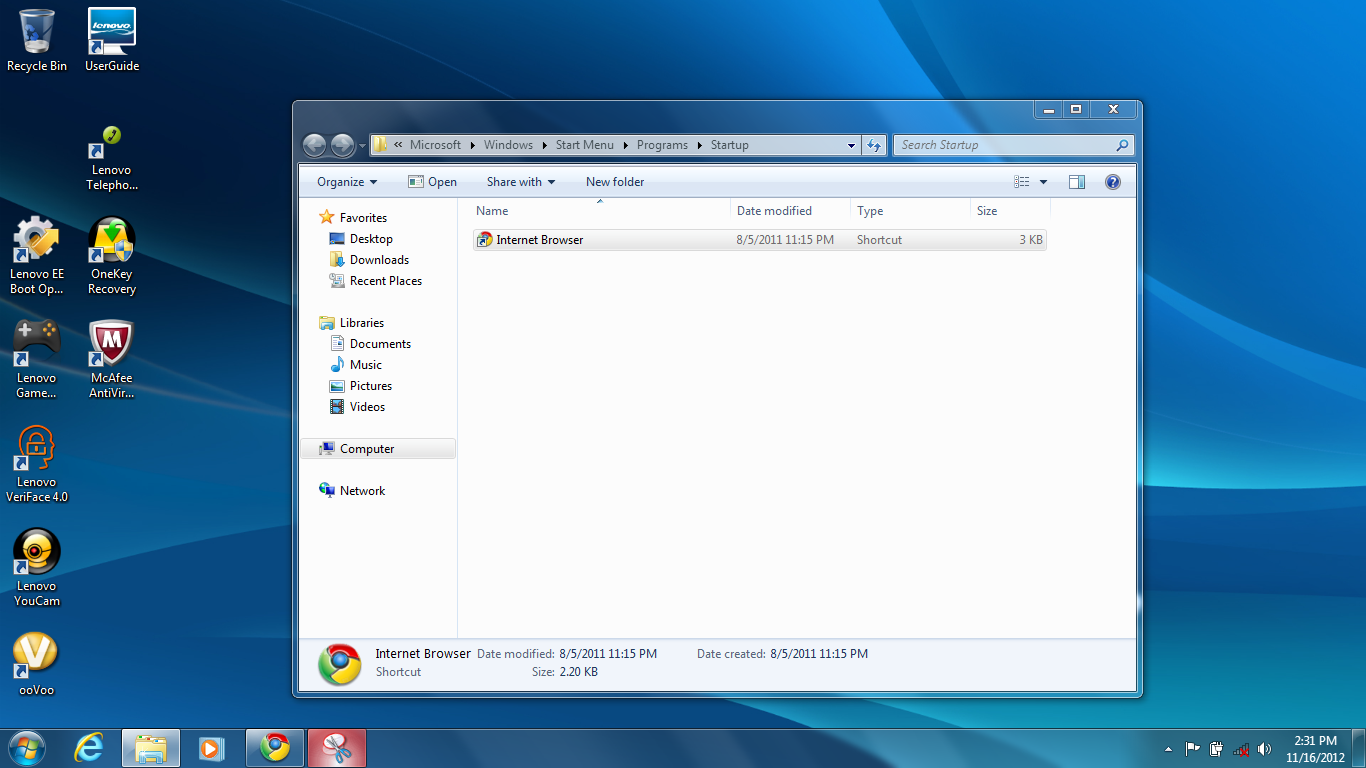 Recycle Bin
UserGuide
Lenovo
Telepho...
Lenovo EE
Boot Op...
OneKey
Recovery
Lenovo
Game...
McAfee
AntiVir...
Lenovo
VeriFace 4.0
Lenovo
YouCam
ooVoo
« Microsoft Windows Start Menu Programs Startup
Search Startup
Organize Open Share with New folder
Favorites
Desktop
Downloads
Recent Places
Libraries
Documents
Music
Pictures
Videos
Computer
Network
Name Date modified Type Size
Internet Browser 8/5/2011 11:15 PM Shortcut 3 KB
Internet Browser Date modified: 8/5/2011 11:15 PM Date created: 8/5/2011 11:15 PM
Shortcut Size: 2.20 KB
2:31 PM
11/16/2012
lenovo